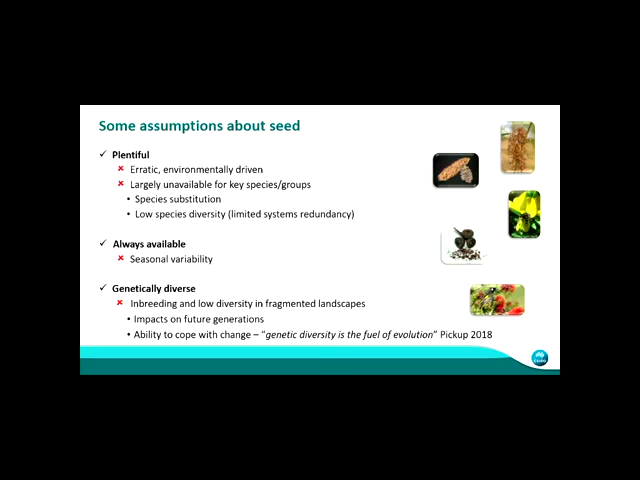 Some assumptions about seed
✓ Plentiful
✗ Erratic, environmentally driven
✗ Largely unavailable for key species/groups
• Species substitution
• Low species diversity (limited systems redundancy)
✓ Always available
✗ Seasonal variability
✓ Genetically diverse
✗ Inbreeding and low diversity in fragmented landscapes
• Impacts on future generations
• Ability to cope with change – "genetic diversity is the fuel of evolution" Pickup 2018
CSIRO